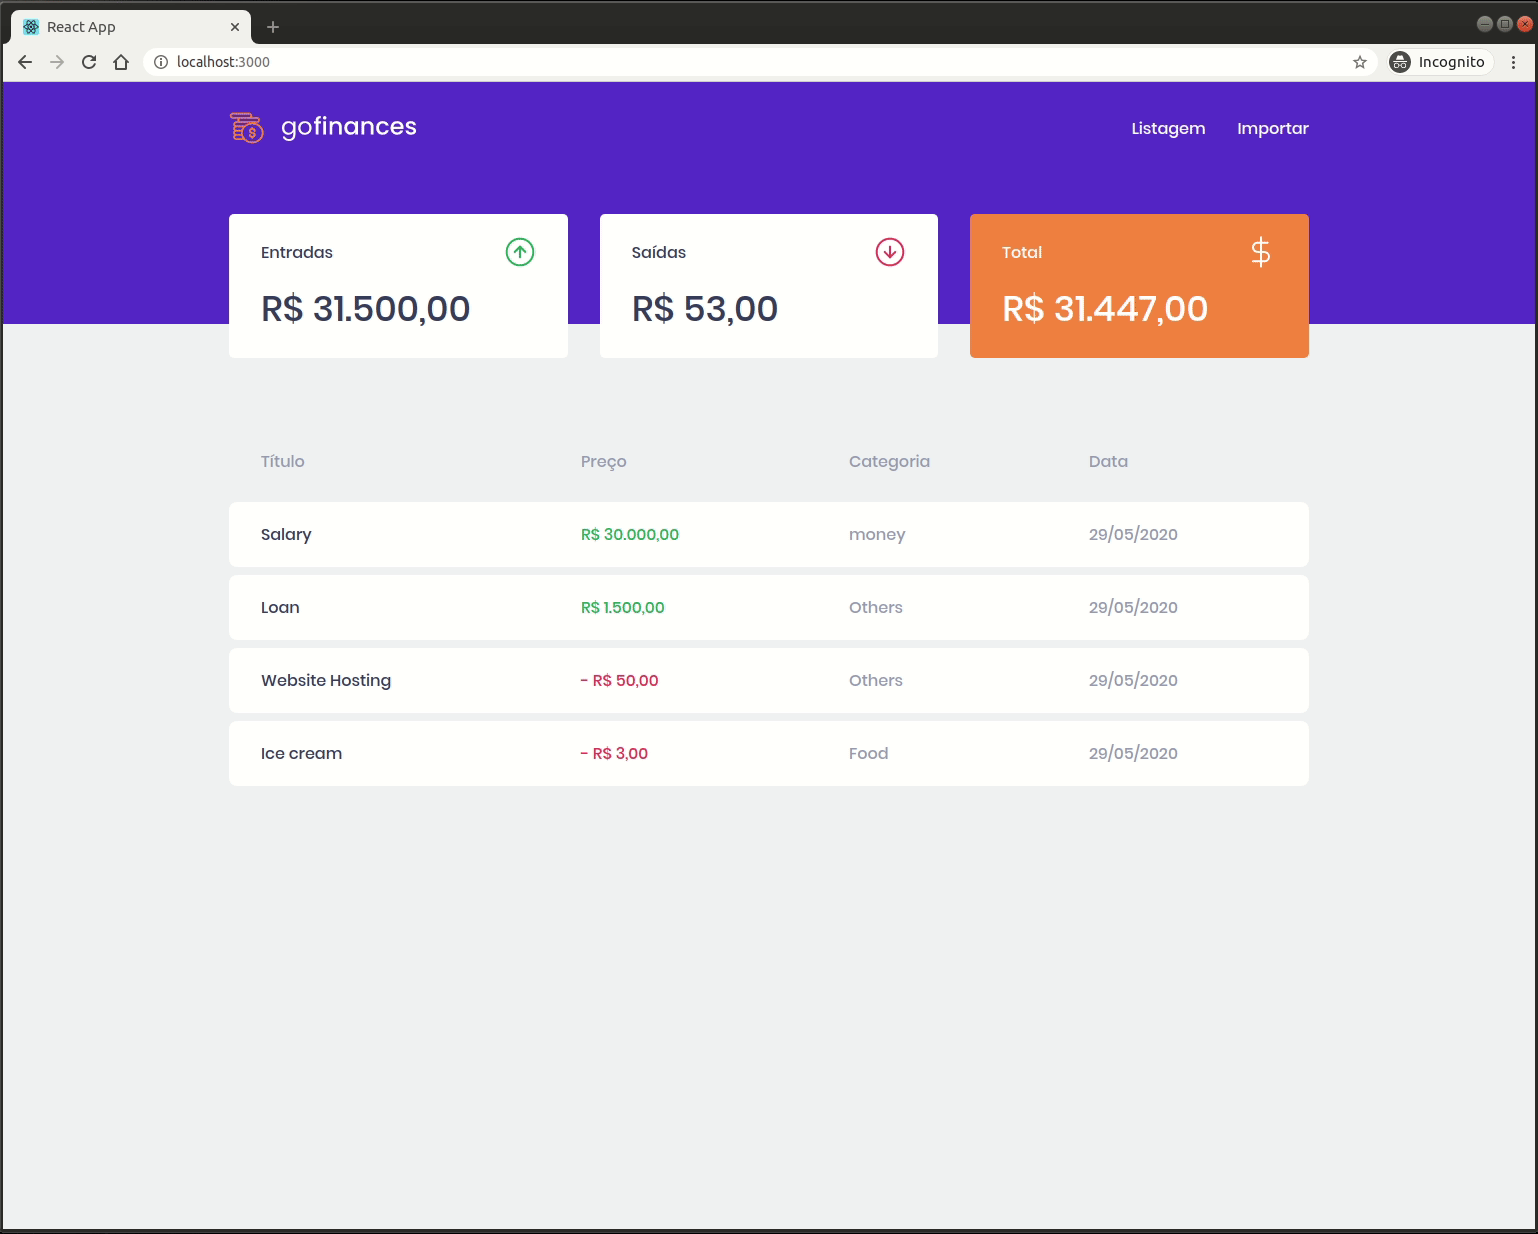 React App
localhost:3000
Incognito
gofinances
Listagem Importar
Entradas
R$ 31.500,00
Saídas
R$ 53,00
Total
$
R$ 31.447,00
Título Preço Categoria Data
Salary R$ 30.000,00 money 29/05/2020
Loan R$ 1.500,00 Others 29/05/2020
Website Hosting - R$ 50,00 Others 29/05/2020
Ice cream - R$ 3,00 Food 29/05/2020